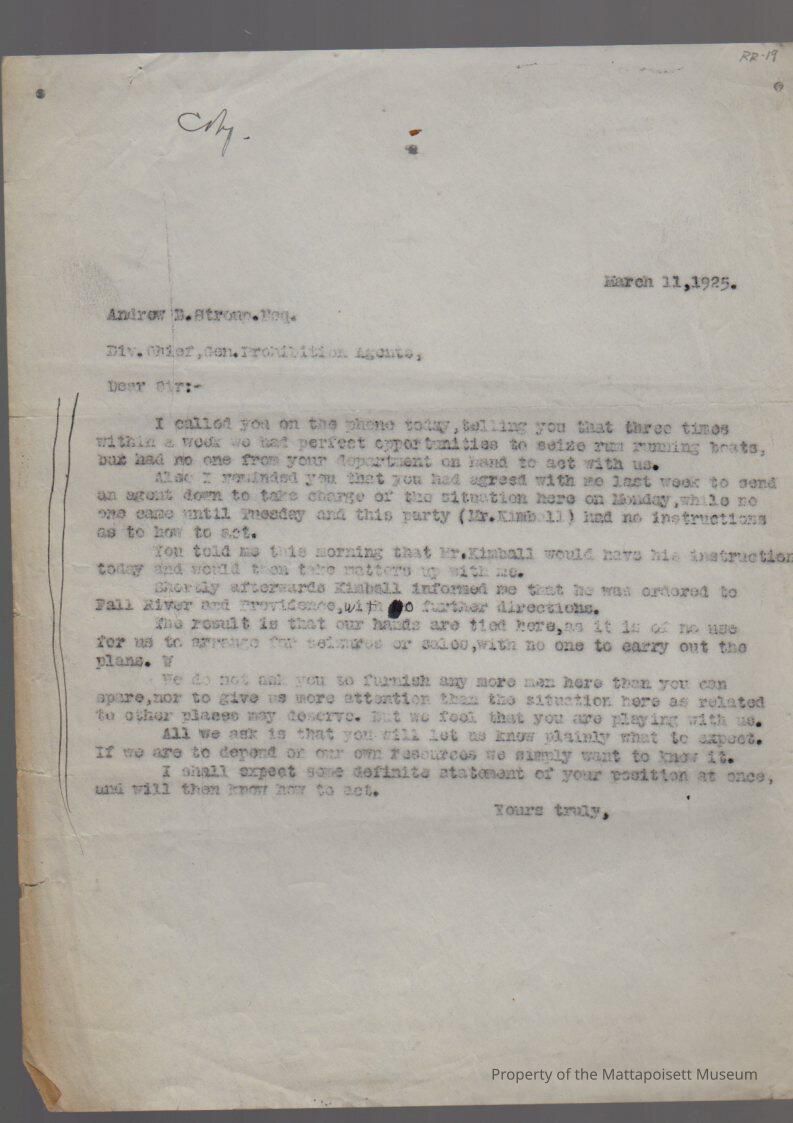 RR-19
Copy.
March 11,1925.
Andrew B. Esq.
Div.Chief,Gen.Prohibition Agents,
Dear Sir:-
I called you on the phone today,telling you that three times
within a week we had perfect opportunities to seize rum running boats,
but had no one from your department on hand to act with us.
Also I reminded you that you had agreed with me last week to send
an agent down to take charge of the situation here on Monday,while no
one came until Tuesday and this party (Mr.Kimball) had no instructions
as to how to act.
You told me this morning that Mr.Kimball would have his instruction
today and would then take matters up with me.
Shortly afterwards Kimball informed me that he was ordered to
Fall River and Providence,with no further directions.
The result is that our hands are tied here,as it is of no use
for us to arrange for seizures or sales,with no one to carry out the
plans. W
We do not ask you to furnish any more men here than you can
spare,nor to give us more attention than the situation here as related
to other places may deserve. But we feel that you are playing with us.
All we ask is that you will let us know plainly what to expect.
If we are to depend on our own resources we simply want to know it.
I shall expect some definite statement of your position at once,
and will then know how to act.
Yours truly,
Property of the Mattapoisett Museum